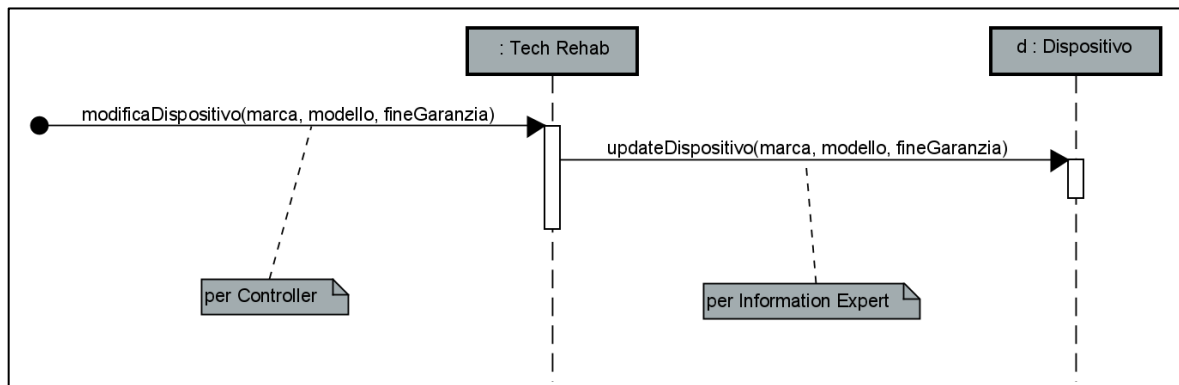 : Tech Rehab
d : Dispositivo
modificaDispositivo(marca, modello, fineGaranzia)
updateDispositivo(marca, modello, fineGaranzia)
per Controller
per Information Expert